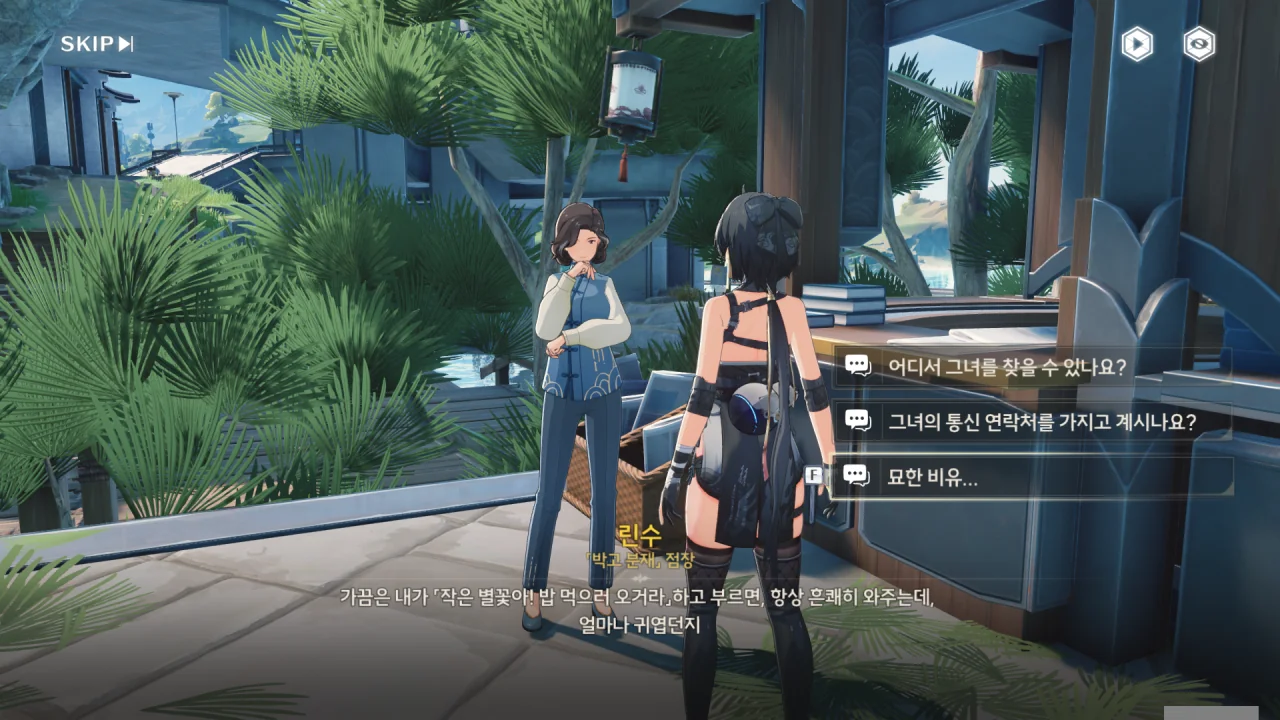 SKIP
어디서 그녀를 찾을 수 있나요?
그녀의 통신 연락처를 가지고 계시나요?
F
묘한 비유...
린수
「박고 분재」 점장
가끔은 내가 「작은 별꽃아! 밥 먹으러 오거라」하고 부르면, 항상 흔쾌히 와주는데,
얼마나 귀엽던지